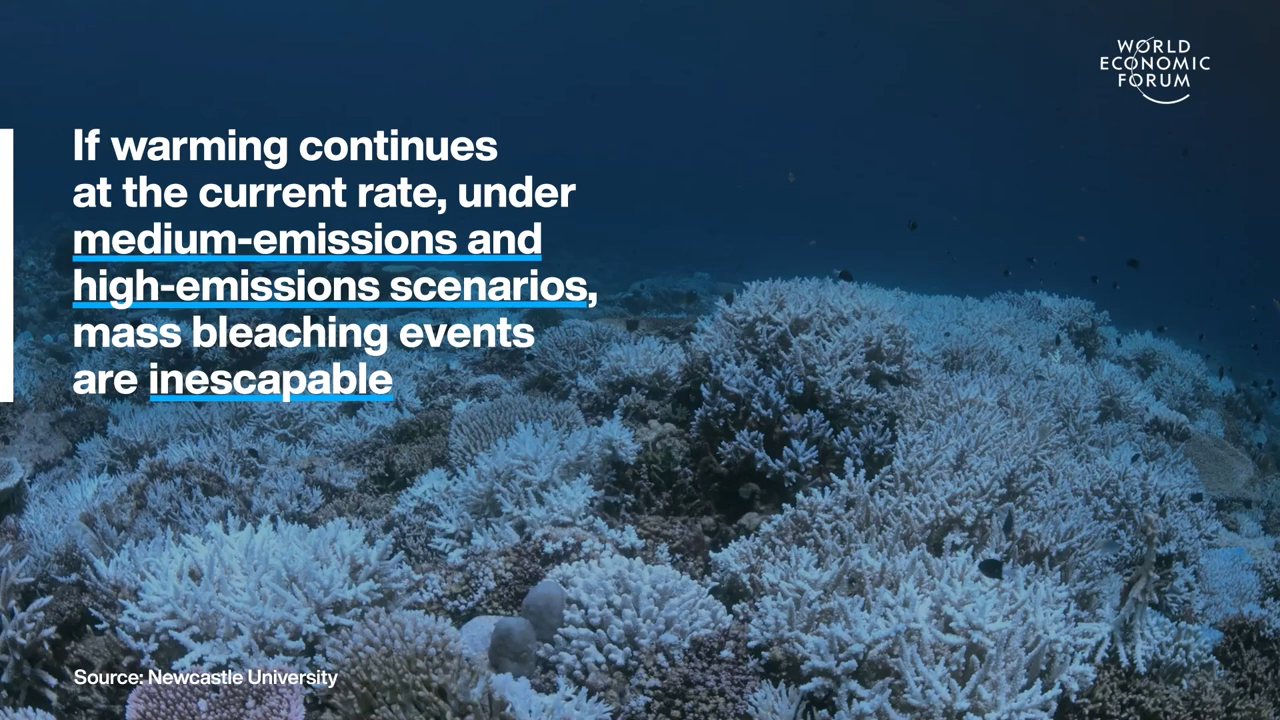 WORLD
ECONOMIC
FORUM
If warming continues
at the current rate, under
medium-emissions and
high-emissions scenarios,
mass bleaching events
are inescapable
Source: Newcastle University